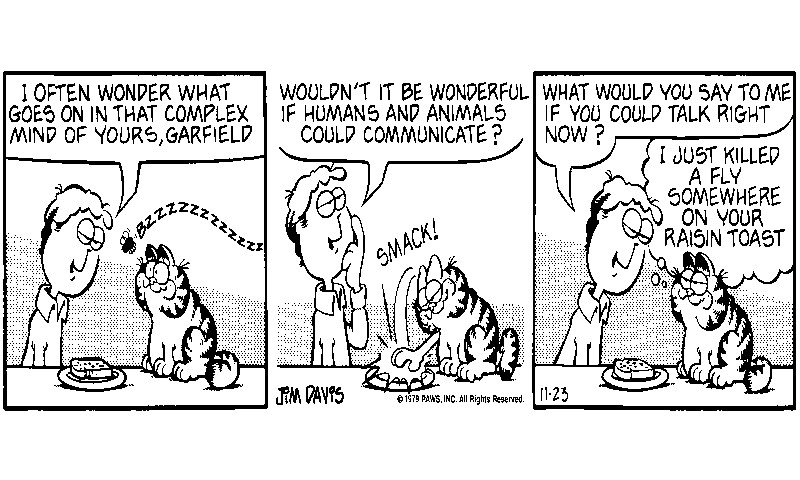 I OFTEN WONDER WHAT
GOES ON IN THAT COMPLEX
MIND OF YOURS, GARFIELD
BZZZZZZZZZZZZZ
WOULDN'T IT BE WONDERFUL
IF HUMANS AND ANIMALS
COULD COMMUNICATE?
SMACK!
JIM DAVIS
© 1979 PAWS, INC. All Rights Reserved.
WHAT WOULD YOU SAY TO ME
IF YOU COULD TALK RIGHT
NOW?
I JUST KILLED
A FLY
SOMEWHERE
ON YOUR
RAISIN TOAST
11-23